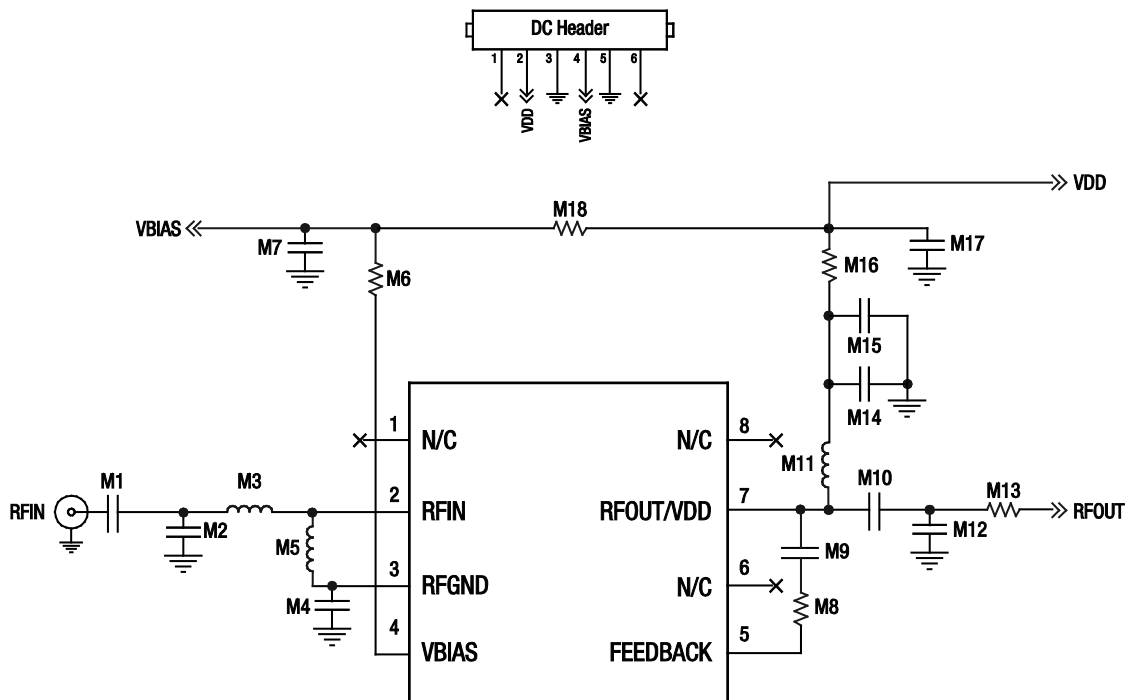 DC Header
1 2 3 4 5 6
VDD
VBIAS
VDD
VBIAS
M18
M7
M6
M16
M17
M15
M14
1
N/C
8
N/C
M11
M10
M1
M3
2
RFIN
7
RFOUT/VDD
M13
RFIN
RFOUT
M2
M5
M12
M9
3
RFGND
6
N/C
M4
M8
4
VBIAS
5
FEEDBACK